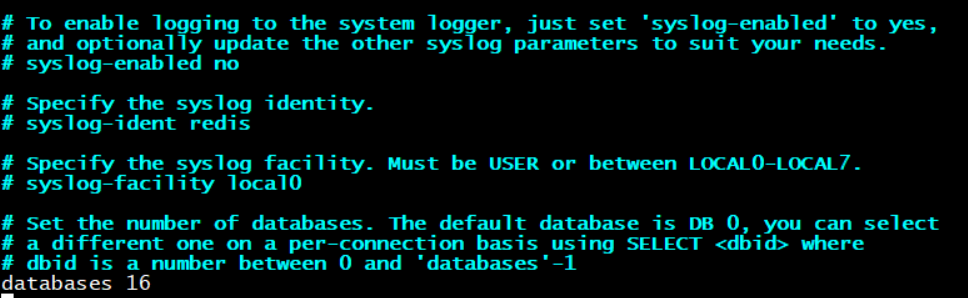 # To enable logging to the system logger, just set 'syslog-enabled' to yes,
# and optionally update the other syslog parameters to suit your needs.
# syslog-enabled no
# Specify the syslog identity.
# syslog-ident redis
# Specify the syslog facility. Must be USER or between LOCAL0-LOCAL7.
# syslog-facility local0
# Set the number of databases. The default database is DB 0, you can select
# a different one on a per-connection basis using SELECT <dbid> where
# dbid is a number between 0 and 'databases'-1
databases 16